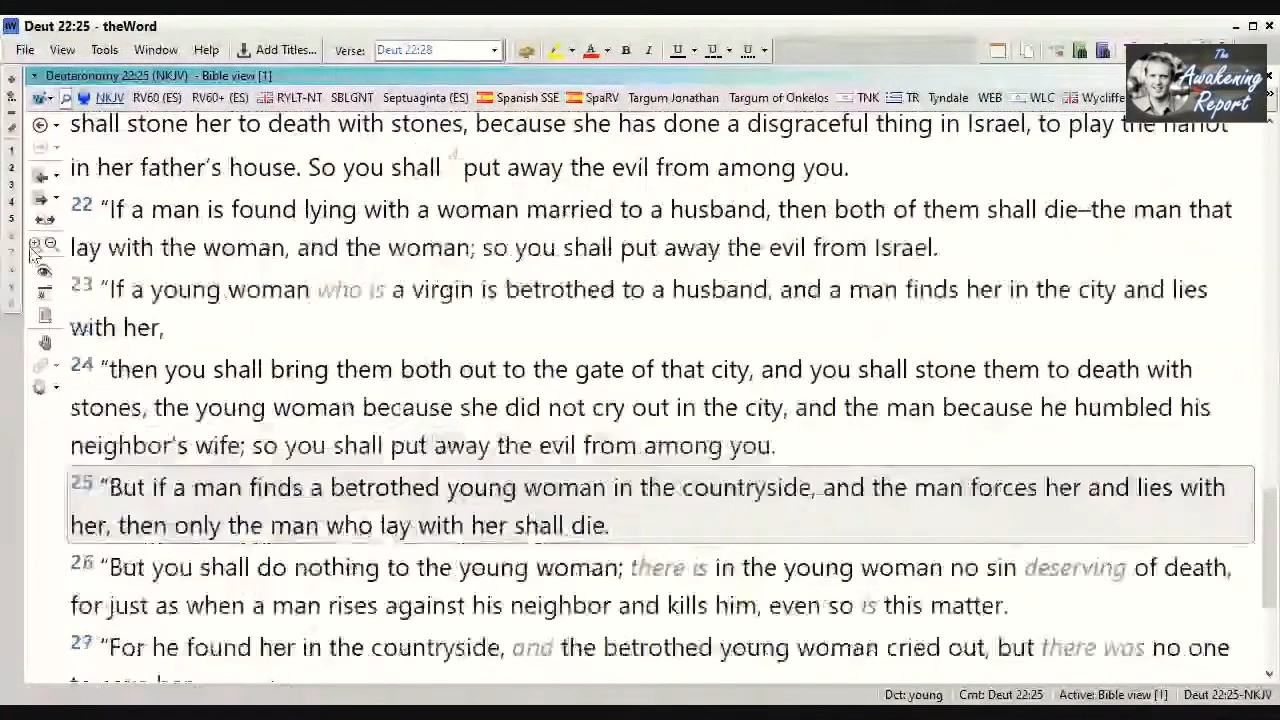 Deut 22:25 - theWord
File View Tools Window Help Add Titles... Verse: Deut 22:28 B I U U U
Deuteronomy 22:25 (NKJV) - Bible view [1]
NKJV RV60 (ES) RV60+ (ES) RYLT-NT SBLGNT Septuaginta (ES) Spanish SSE SpaRV Targum Jonathan Targum of Onkelos TNK TR Tyndale WEB WLC Wycliffe
The
Awakening
Report
shall stone her to death with stones, because she has done a disgraceful thing in Israel, to play the harlot
in her father's house. So you shall put away the evil from among you.
22 “If a man is found lying with a woman married to a husband, then both of them shall die–the man that
lay with the woman, and the woman; so you shall put away the evil from Israel.
23 “If a young woman who is a virgin is betrothed to a husband, and a man finds her in the city and lies
with her,
24 “then you shall bring them both out to the gate of that city, and you shall stone them to death with
stones, the young woman because she did not cry out in the city, and the man because he humbled his
neighbor's wife; so you shall put away the evil from among you.
25 “But if a man finds a betrothed young woman in the countryside, and the man forces her and lies with
her, then only the man who lay with her shall die.
26 “But you shall do nothing to the young woman; there is in the young woman no sin deserving of death,
for just as when a man rises against his neighbor and kills him, even so is this matter.
27 “For he found her in the countryside, and the betrothed young woman cried out, but there was no one
Dct: young Cmt: Deut 22:25 Active: Bible view [1] Deut 22:25-NKJV